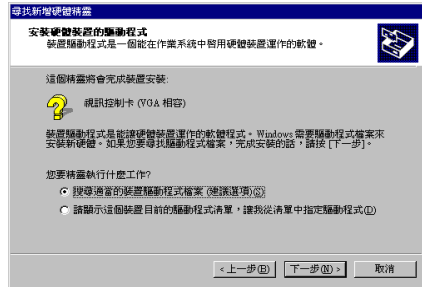 尋找新增硬體精靈
安裝硬體裝置的驅動程式
裝置驅動程式是一個能在作業系統中啓用硬體裝置運作的軟體。
這個精靈將會完成裝置安裝:
視訊控制卡 (VGA 相容)
裝置驅動程式是能讓硬體裝置運作的軟體程式。Windows 需要驅動程式檔案來
安裝新硬體。如果您要尋找驅動程式檔案，完成安裝的話，請按 [下一步]。
您要精靈執行什麼工作?
搜尋適當的裝置驅動程式檔案 (建議選項)(S)
請顯示這個裝置目前的驅動程式清單，讓我從清單中指定驅動程式(D)
<上一步(B)
下一步(N)>
取消